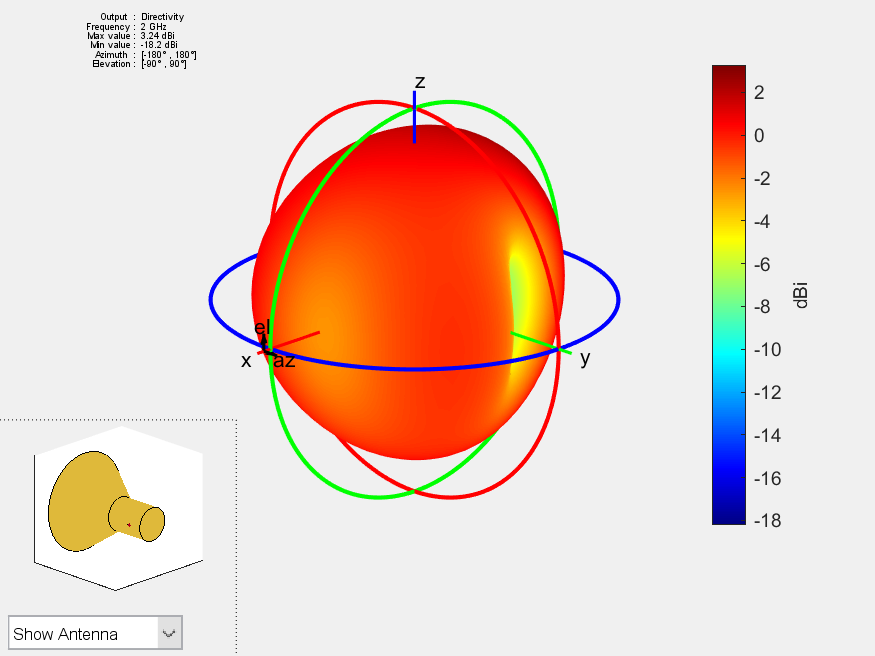 Output : Directivity
Frequency : 2 GHz
Max value : 3.24 dBi
Min value : -18.2 dBi
Azimuth : [-180° , 180°]
Elevation : [-90° , 90°]
z
2
0
-2
-4
-6
-8
-10
-12
-14
-16
-18
dBi
el
x
az
y
Show Antenna